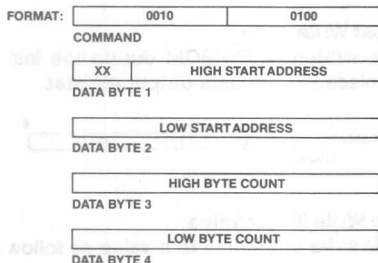 FORMAT: 0010 0100
COMMAND
XX HIGH START ADDRESS
DATA BYTE 1
LOW START ADDRESS
DATA BYTE 2
HIGH BYTE COUNT
DATA BYTE 3
LOW BYTE COUNT
DATA BYTE 4